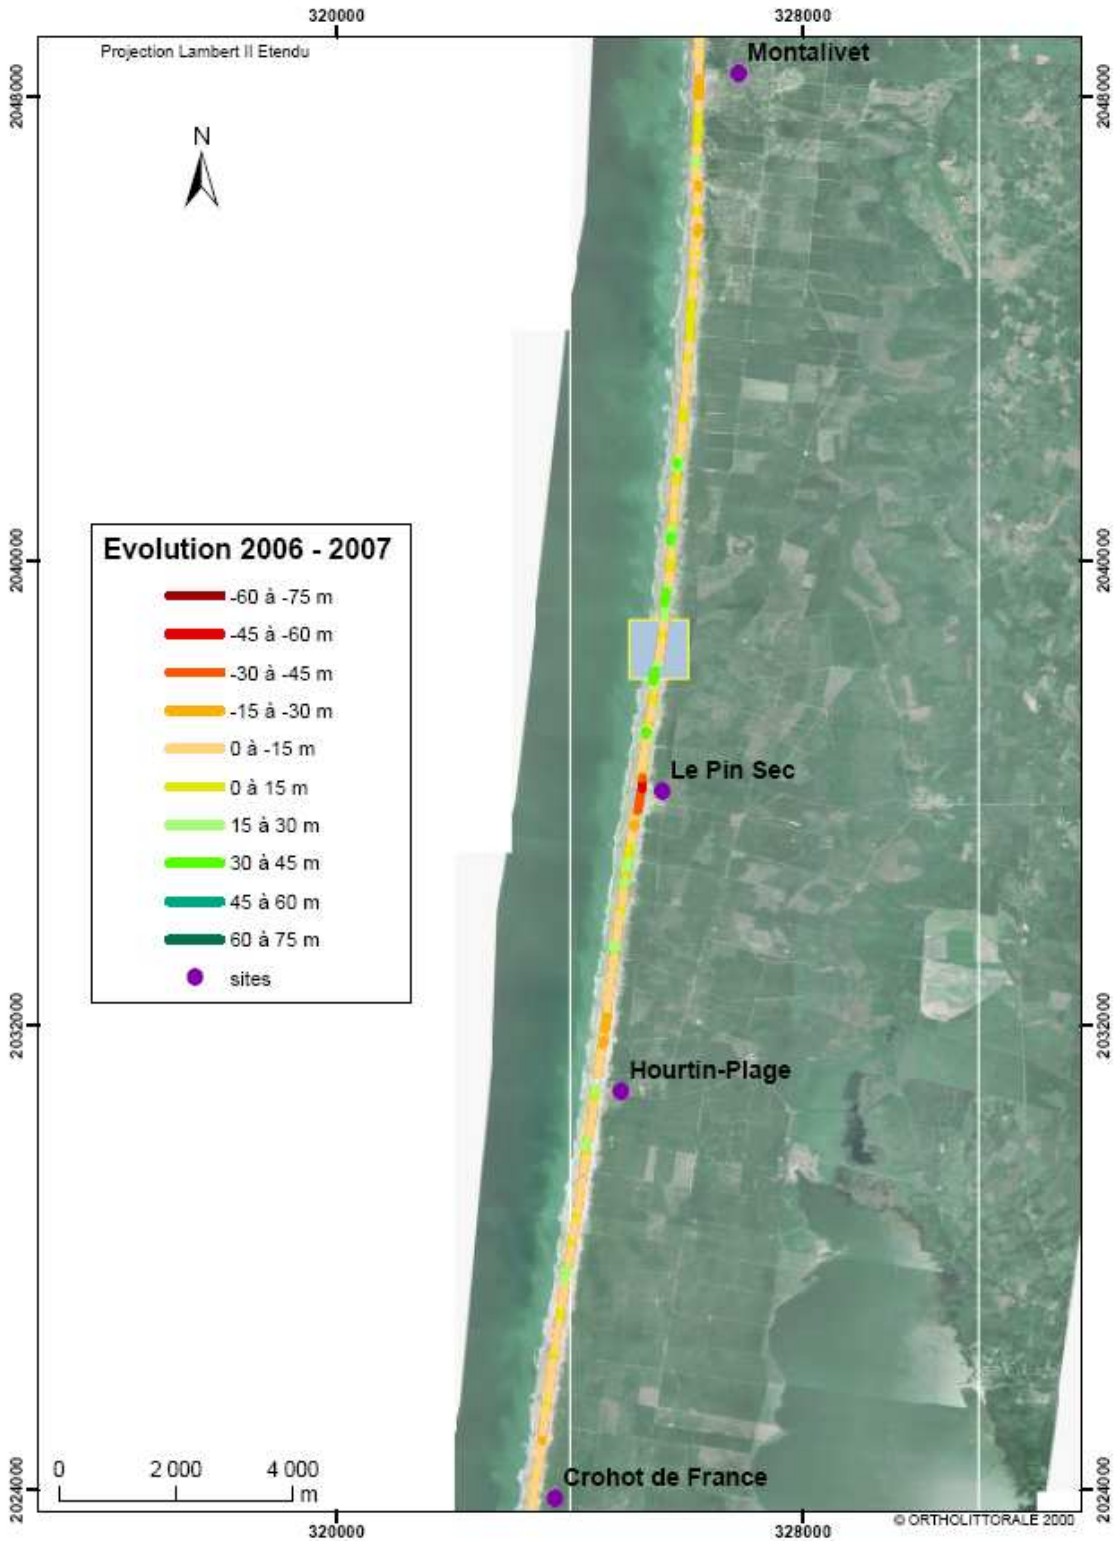 320000
328000
Projection Lambert II Etendu
Montalivet
2048000
2048000
N
Evolution 2006 - 2007
-60 à -75 m
-45 à -60 m
-30 à -45 m
-15 à -30 m
0 à -15 m
0 à 15 m
15 à 30 m
30 à 45 m
45 à 60 m
60 à 75 m
sites
2040000
2040000
Le Pin Sec
2032000
2032000
Hourtin-Plage
0
2 000
4 000
m
Crohot de France
2024000
2024000
© ORTHOLITTORALE 2000
320000
328000